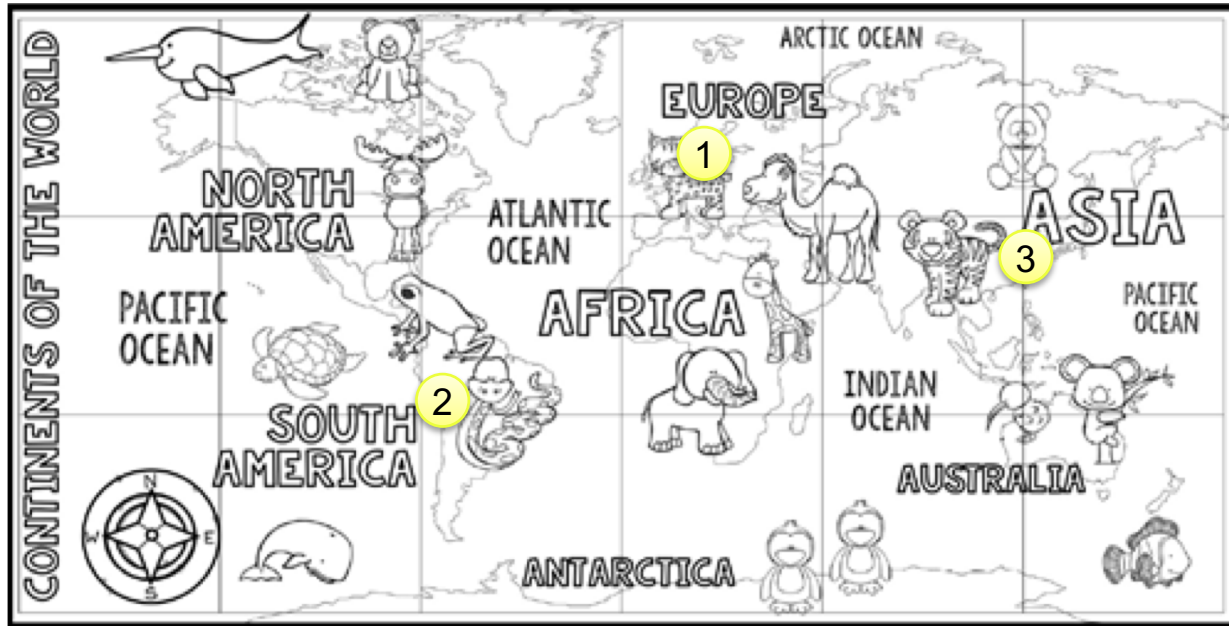 CONTINENTS OF THE WORLD
ARCTIC OCEAN
EUROPE
1
NORTH
AMERICA
ATLANTIC
OCEAN
ASIA
3
PACIFIC
OCEAN
AFRICA
PACIFIC
OCEAN
2
INDIAN
OCEAN
SOUTH
AMERICA
AUSTRALIA
N
W
E
S
ANTARCTICA